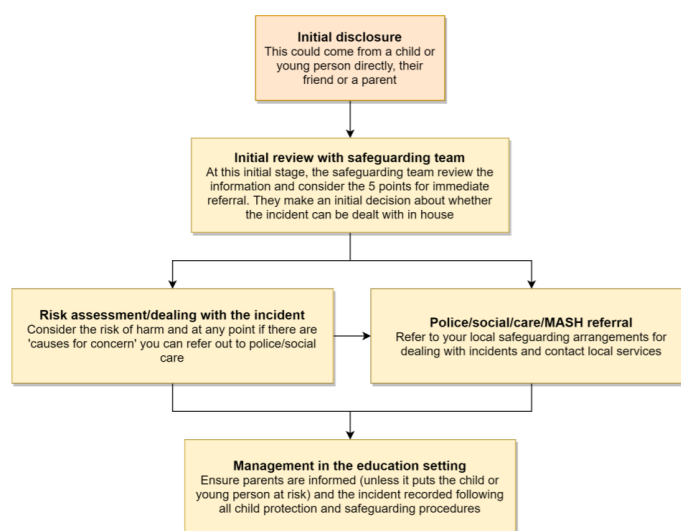 Initial disclosure
This could come from a child or
young person directly, their
friend or a parent
Initial review with safeguarding team
At this initial stage, the safeguarding team review the
information and consider the 5 points for immediate
referral. They make an initial decision about whether
the incident can be dealt with in house
Risk assessment/dealing with the incident
Consider the risk of harm and at any point if there are
'causes for concern' you can refer out to police/social
care
Police/social/care/MASH referral
Refer to your local safeguarding arrangements for
dealing with incidents and contact local services
Management in the education setting
Ensure parents are informed (unless it puts the child or
young person at risk) and the incident recorded following
all child protection and safeguarding procedures